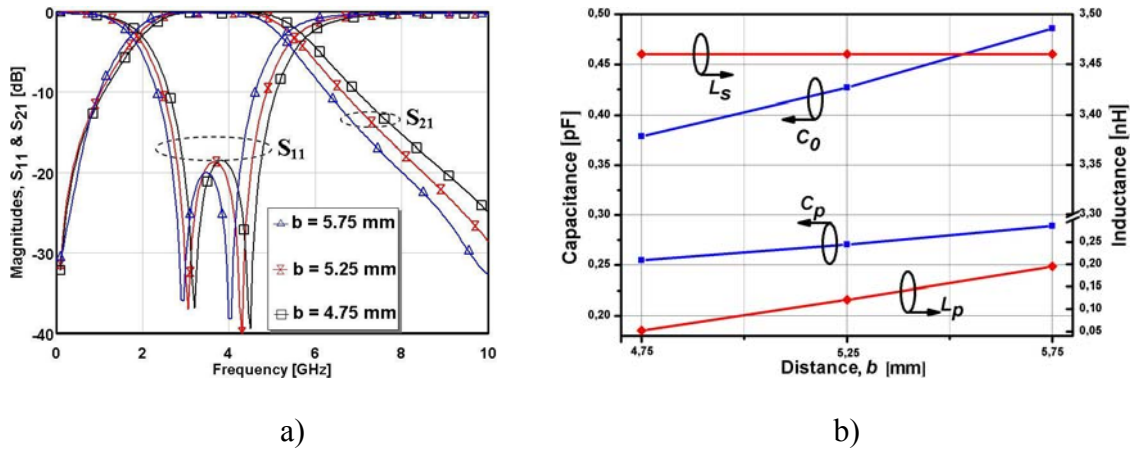 Magnitudes, S11 & S21 [dB]
0
-10
-20
-30
-40
0
2
4
6
8
10
Frequency [GHz]
S21
S11
b = 5.75 mm
b = 5.25 mm
b = 4.75 mm
a)
Capacitance [pF]
0,50
0,45
0,40
0,35
0,30
0,25
0,20
Ls
C0
Cp
Lp
4,75
5,25
5,75
Distance, b [mm]
3,50
3,45
3,40
3,35
3,30
0,25
0,20
0,10
0,05
Inductance [nH]
b)